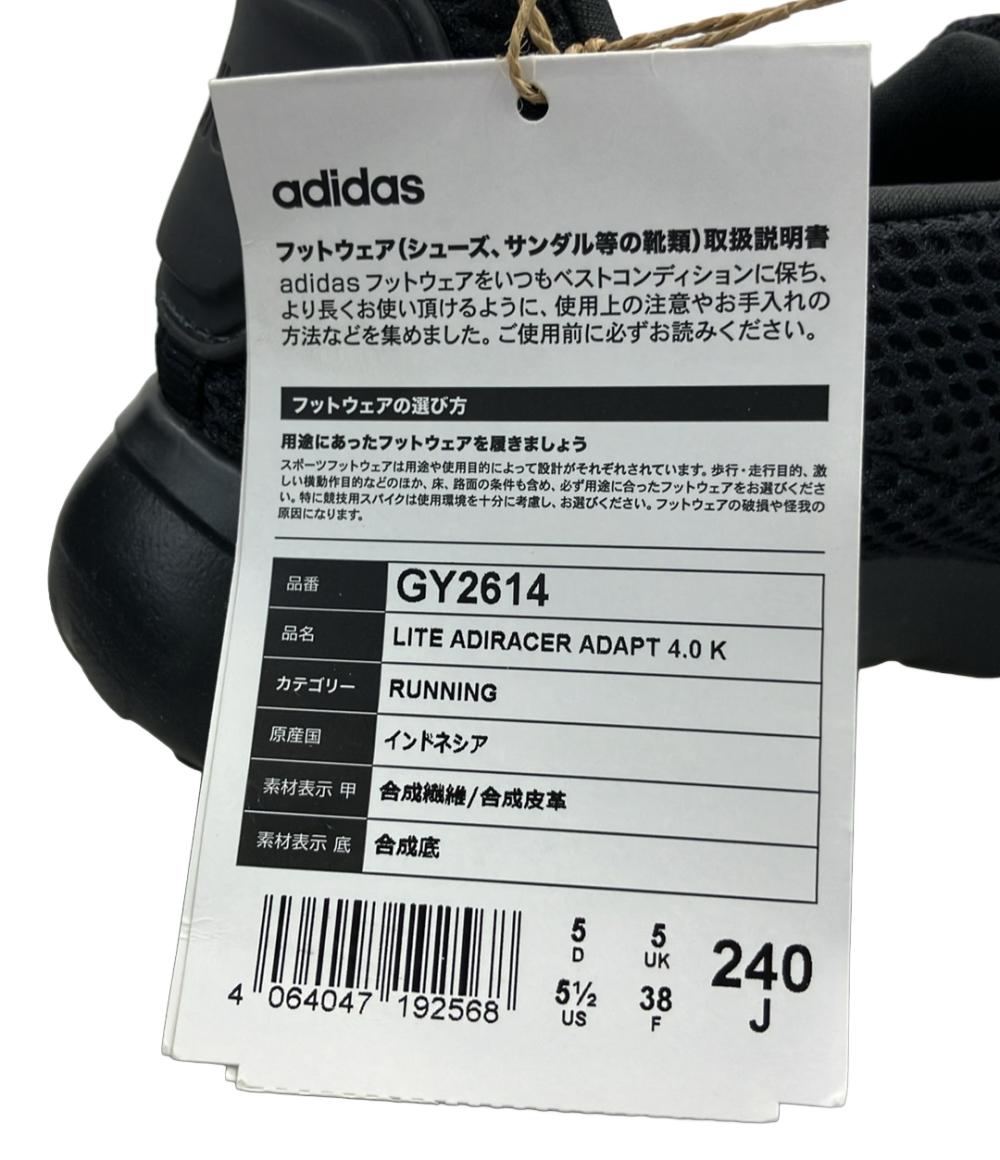 adidas
フットウェア(シューズ、サンダル等の靴類)取扱説明書
adidas フットウェアをいつもベストコンディションに保ち、
より長くお使い頂けるように、使用上の注意やお手入れの
方法などを集めました。ご使用前に必ずお読みください。
フットウェアの選び方
用途にあったフットウェアを履きましょう
スポーツフットウェアは用途や使用目的によって設計がそれぞれされています。歩行・走行目的、激
しい横動作目的などのほか、床、路面の条件も含め、必ず用途に合ったフットウェアをお選びくださ
い。特に競技用スパイクは使用環境を十分に考慮し、お選びください。フットウェアの破損や怪我の
原因になります。
品番 GY2614
品名 LITE ADIRACER ADAPT 4.0 K
カテゴリー RUNNING
原産国 インドネシア
素材表示 甲 合成繊維/合成皮革
素材表示 底 合成底
5 5 240
D UK J
5½ 38
US F
4 064047 192568